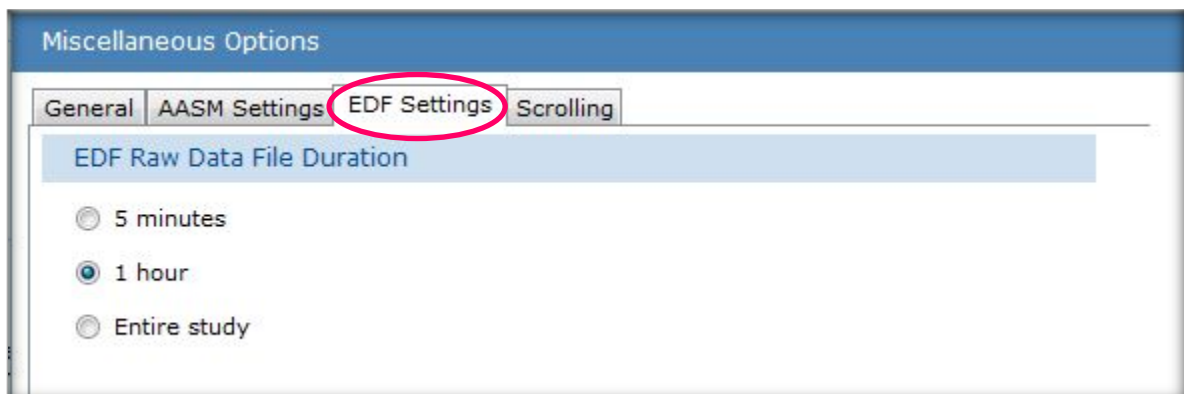 Miscellaneous Options
General AASM Settings EDF Settings Scrolling
EDF Raw Data File Duration
5 minutes
1 hour
Entire study